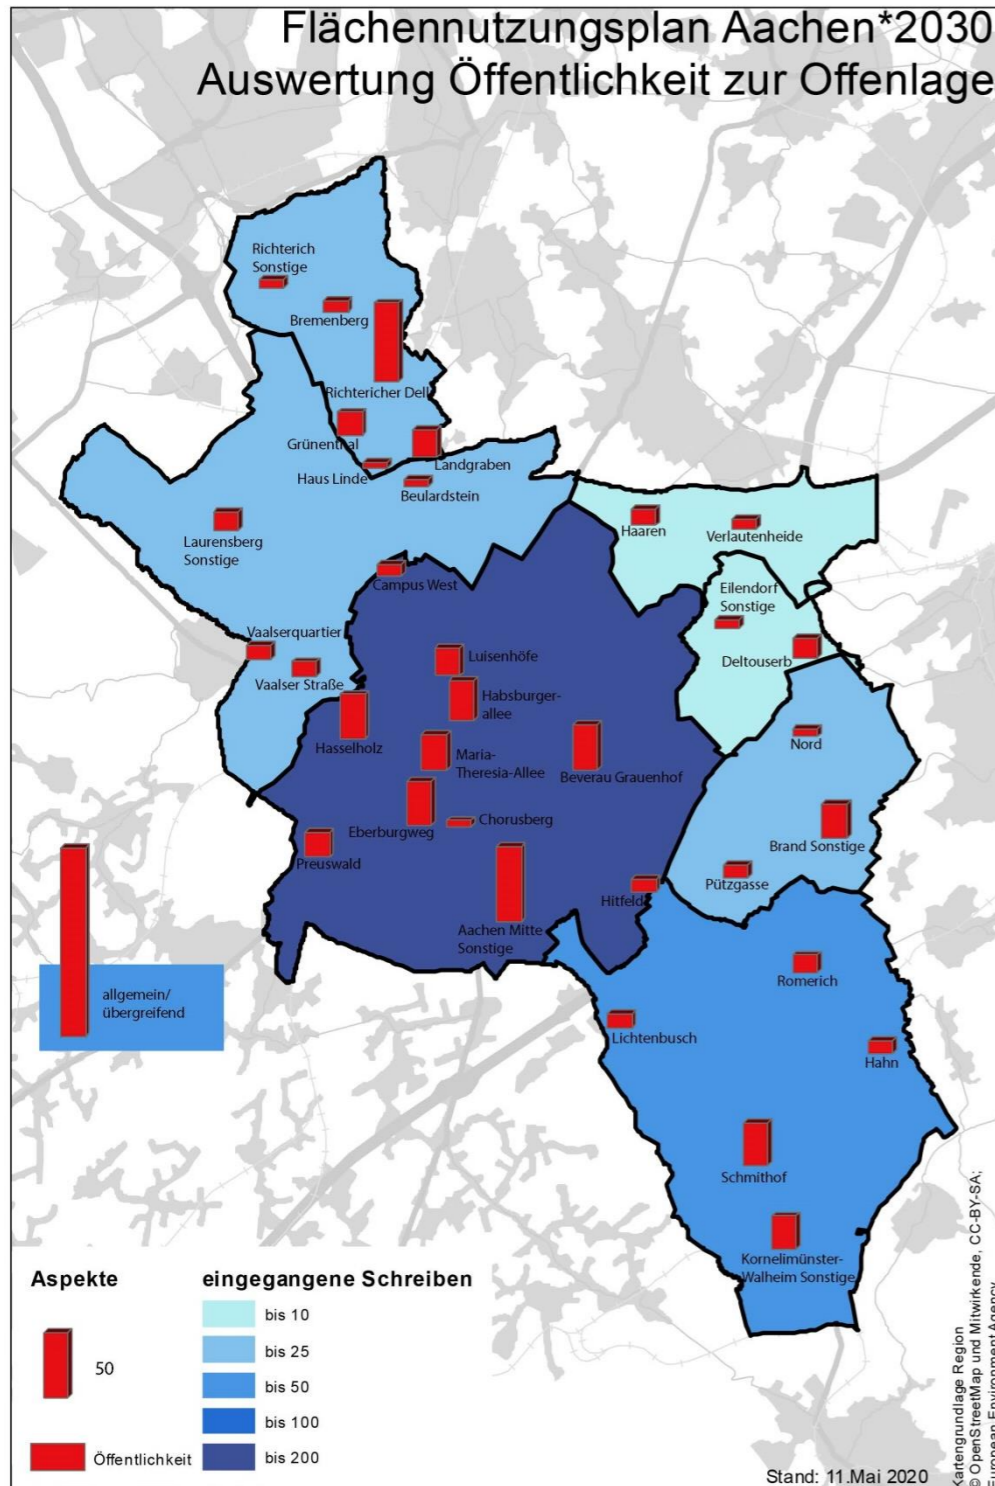 Flächennutzungsplan Aachen*2030
Auswertung Öffentlichkeit zur Offenlage
Richterich
Sonstige
Bremenberg
Richtericher Dell
Grünenthal
Landgraben
Haus Linde
Beulardstein
Laurensberg
Sonstige
Haaren
Verlautenheide
Campus West
Eilendorf
Sonstige
Vaalserquartier
Deltouserb
Luisenhöfe
Vaalser Straße
Habsburger-
allee
Hasselholz
Nord
Maria-
Theresia-Allee
Beverau Grauenhof
Chorusberg
Eberburgweg
Brand Sonstige
Preuswald
Pützgasse
Hitfeld
Aachen Mitte
Sonstige
Romerich
allgemein/
übergreifend
Lichtenbusch
Hahn
Schmithof
Kornelimünster-
Walheim Sonstige
Aspekte
50
Öffentlichkeit
eingegangene Schreiben
bis 10
bis 25
bis 50
bis 100
bis 200
Stand: 11.Mai 2020
Kartengrundlage Region
© OpenStreetMap und Mitwirkende, CC-BY-SA;
European Environment Agency